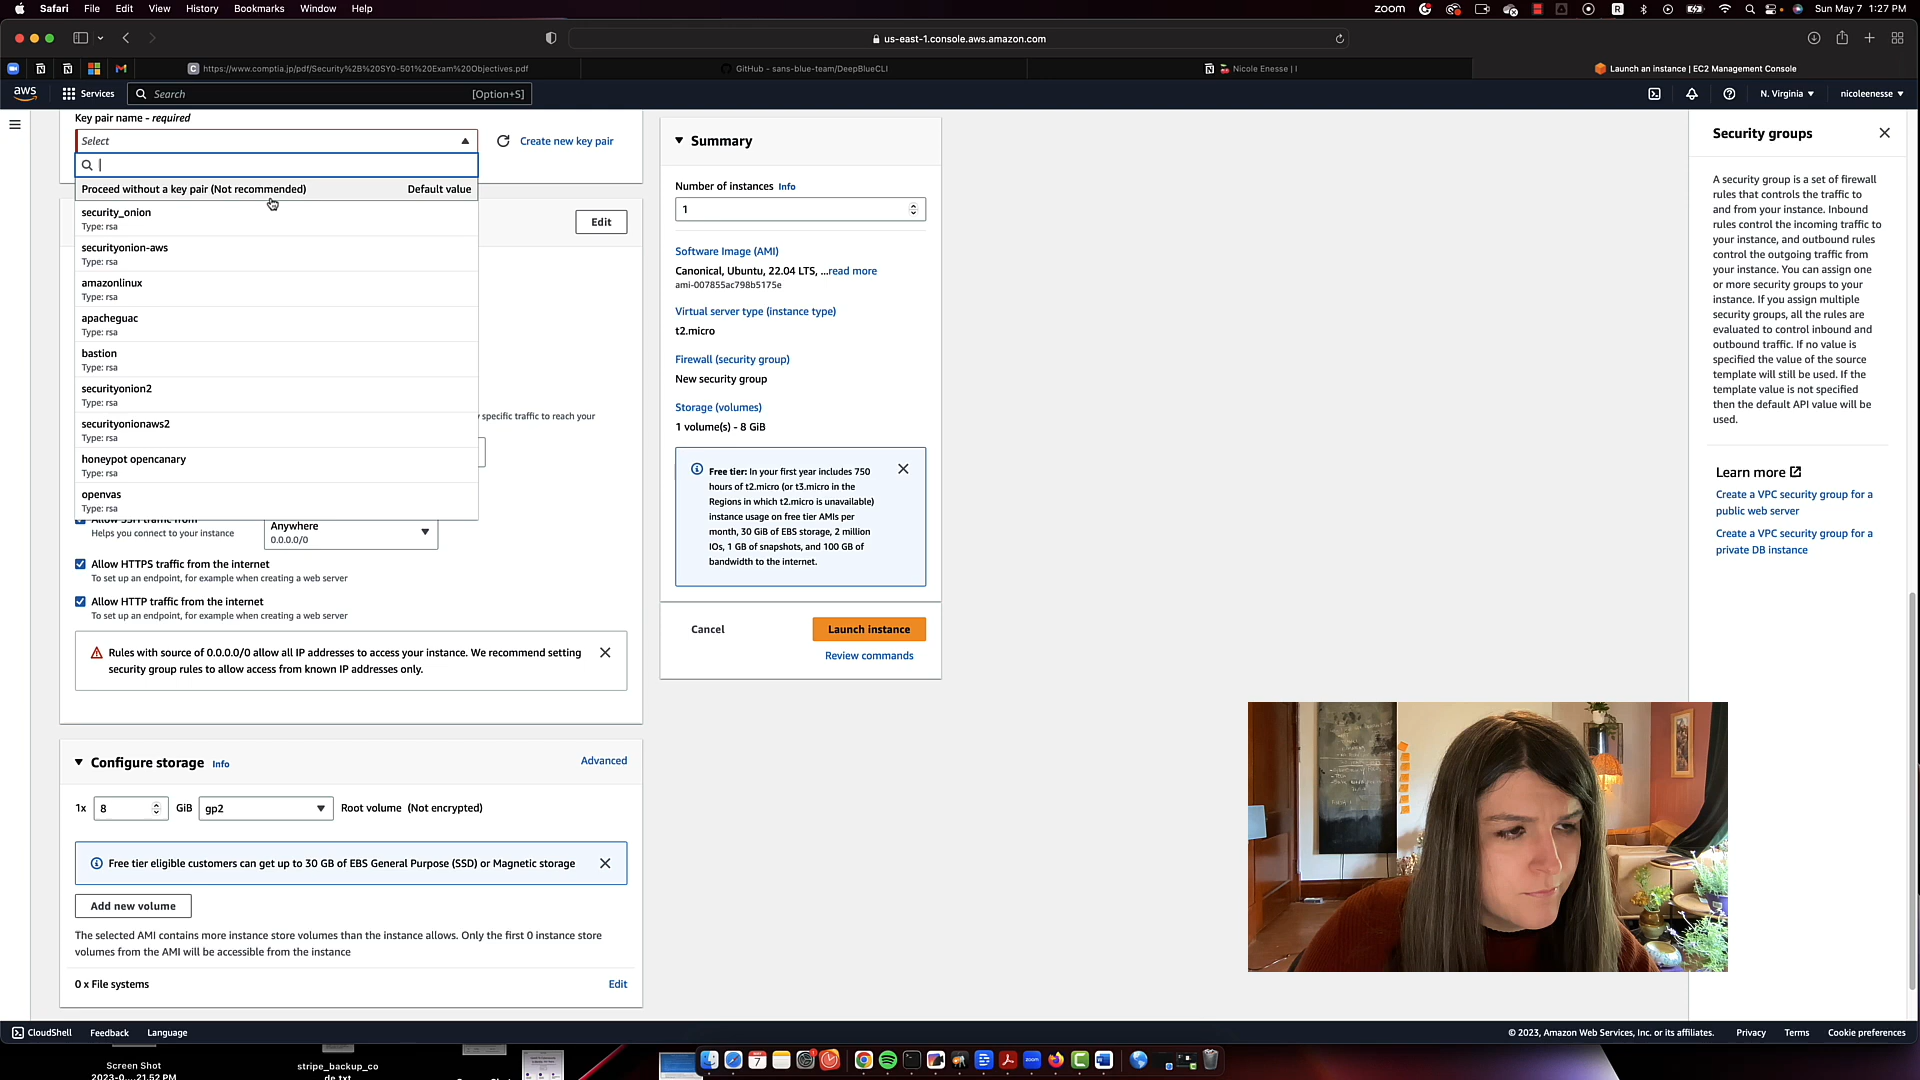 Safari File Edit View History Bookmarks Window Help
zoom Sun May 7 1:27 PM
us-east-1.console.aws.amazon.com
https://www.comptia.jp/pdf/Security%2B%20SY0-501%20Exam%20Objectives.pdf
GitHub - sans-blue-team/DeepBlueCLI
Nicole Enesse | I
Launch an instance | EC2 Management Console
aws Services Search [Option+S]
N. Virginia
nicoleenesse
Key pair name - required
Select
Create new key pair
Proceed without a key pair (Not recommended) Default value
security_onion
Type: rsa
securityonion-aws
Type: rsa
amazonlinux
Type: rsa
apacheguac
Type: rsa
bastion
Type: rsa
securityonion2
Type: rsa
securityonionaws2
Type: rsa
honeypot opencanary
Type: rsa
openvas
Type: rsa
Edit
specific traffic to reach your
Allow SSH traffic from
Helps you connect to your instance
Anywhere
0.0.0.0/0
Allow HTTPS traffic from the internet
To set up an endpoint, for example when creating a web server
Allow HTTP traffic from the internet
To set up an endpoint, for example when creating a web server
Rules with source of 0.0.0.0/0 allow all IP addresses to access your instance. We recommend setting
security group rules to allow access from known IP addresses only.
Configure storage Info
Advanced
1x 8 GiB gp2 Root volume (Not encrypted)
Free tier eligible customers can get up to 30 GB of EBS General Purpose (SSD) or Magnetic storage
Add new volume
The selected AMI contains more instance store volumes than the instance allows. Only the first 0 instance store
volumes from the AMI will be accessible from the instance
0 x File systems
Edit
Summary
Number of instances Info
1
Software Image (AMI)
Canonical, Ubuntu, 22.04 LTS, ...read more
ami-007855ac798b5175e
Virtual server type (instance type)
t2.micro
Firewall (security group)
New security group
Storage (volumes)
1 volume(s) - 8 GiB
Free tier: In your first year includes 750
hours of t2.micro (or t3.micro in the
Regions in which t2.micro is unavailable)
instance usage on free tier AMIs per
month, 30 GiB of EBS storage, 2 million
IOs, 1 GB of snapshots, and 100 GB of
bandwidth to the internet.
Cancel
Launch instance
Review commands
Security groups
A security group is a set of firewall
rules that controls the traffic to
and from your instance. Inbound
rules control the incoming traffic to
your instance, and outbound rules
control the outgoing traffic from
your instance. You can assign one
or more security groups to your
instance. If you assign multiple
security groups, all the rules are
evaluated to control inbound and
outbound traffic. If no value is
specified the value of the source
template will still be used. If the
template value is not specified
then the default API value will be
used.
Learn more
Create a VPC security group for a
public web server
Create a VPC security group for a
private DB instance
CloudShell Feedback Language
© 2023, Amazon Web Services, Inc. or its affiliates. Privacy Terms Cookie preferences
Screen Shot
2023-0....21.52 PM
stripe_backup_co
de.txt